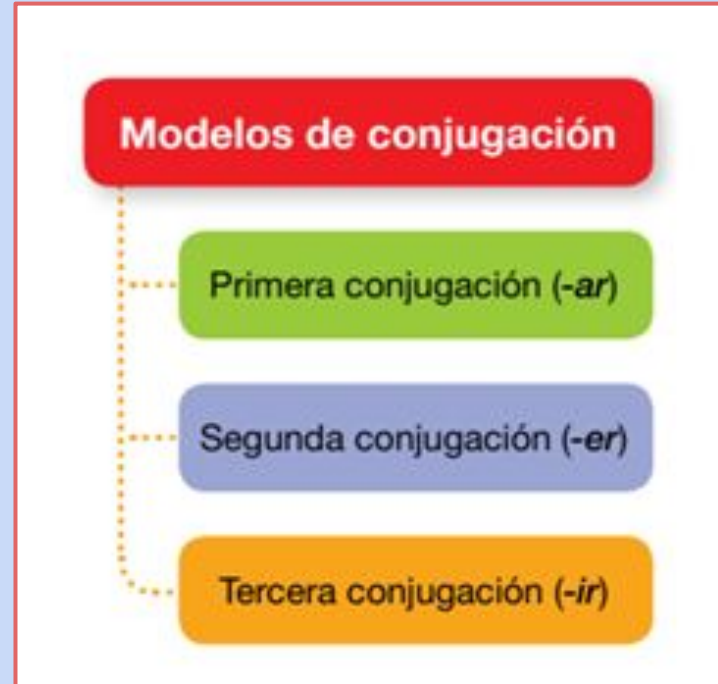 Modelos de conjugación
Primera conjugación (-ar)
Segunda conjugación (-er)
Tercera conjugación (-ir)